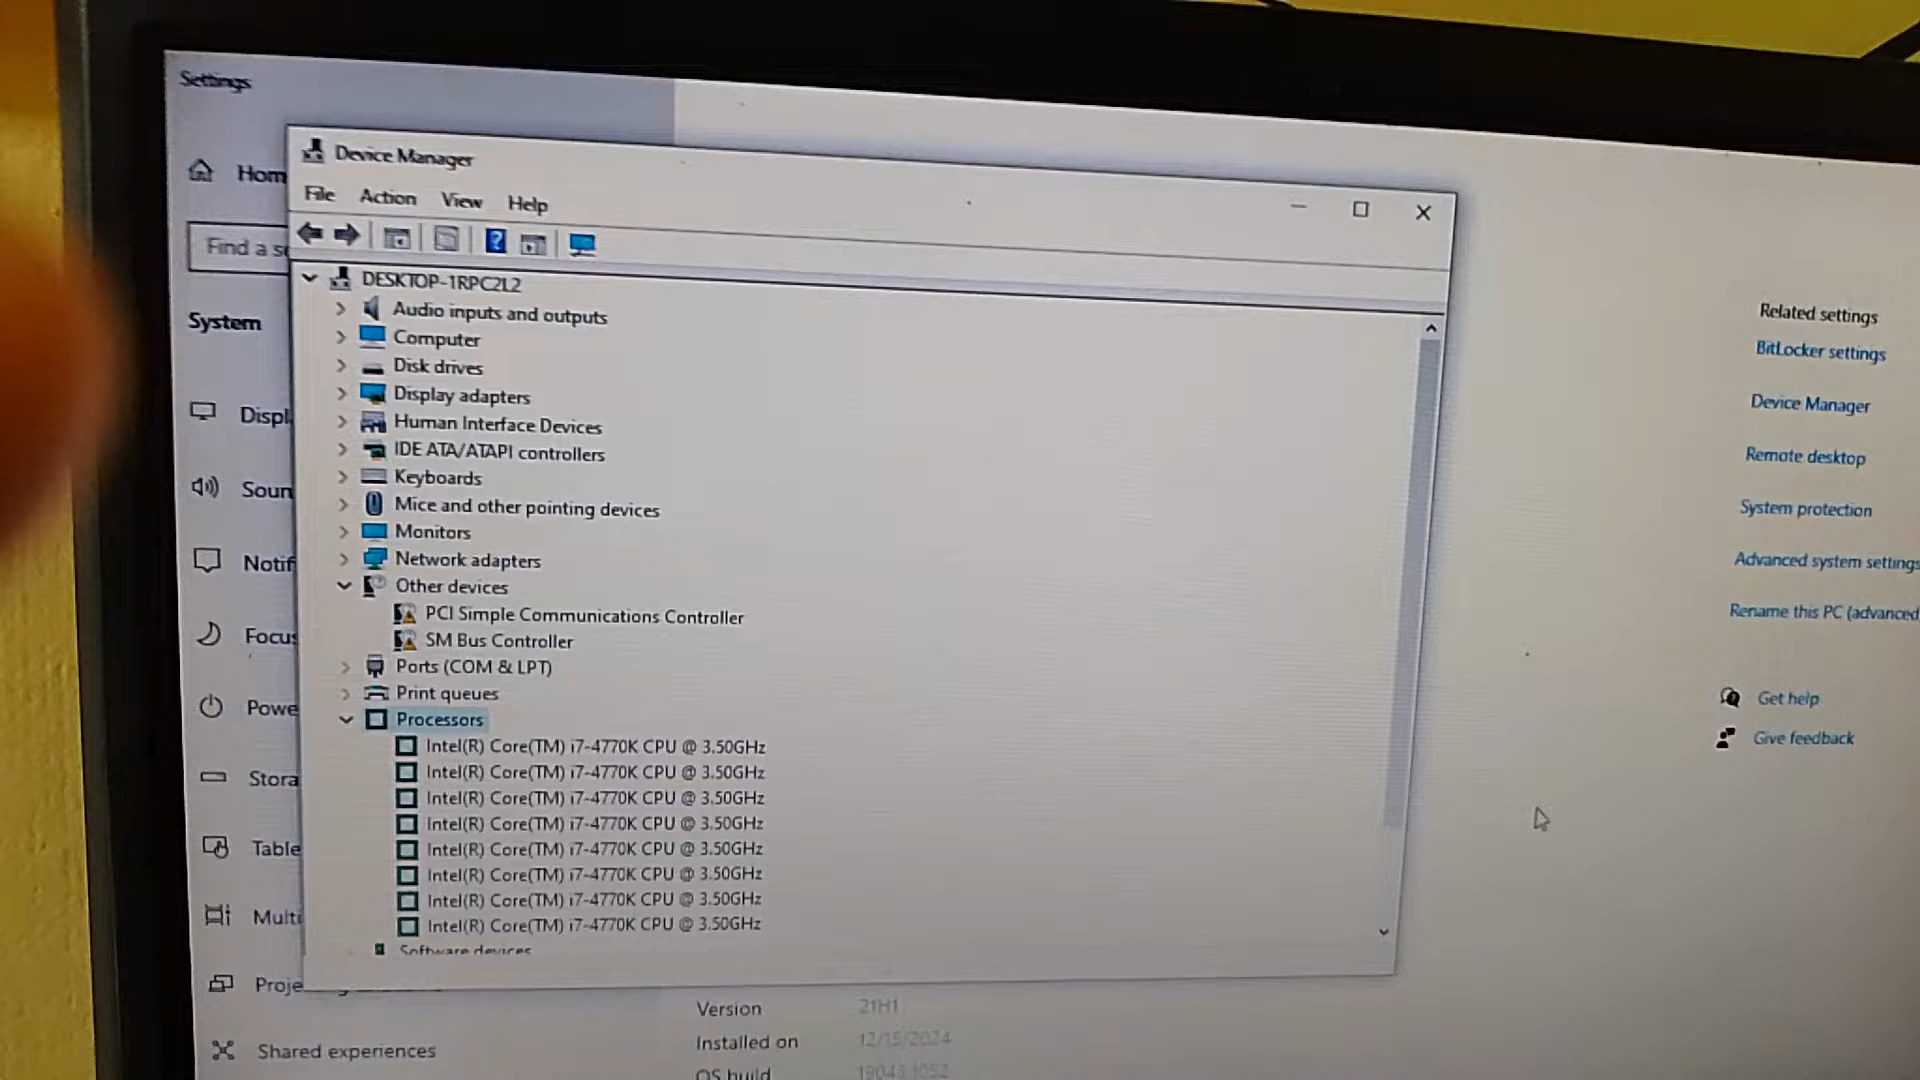 Settings
Hom
Find a se
System
Displ
Soun
Notif
Focus
Powe
Stora
Table
Multi
Proje
Shared experiences
Device Manager
File Action View Help
DESKTOP-1RPC2L2
Audio inputs and outputs
Computer
Disk drives
Display adapters
Human Interface Devices
IDE ATA/ATAPI controllers
Keyboards
Mice and other pointing devices
Monitors
Network adapters
Other devices
PCI Simple Communications Controller
SM Bus Controller
Ports (COM & LPT)
Print queues
Processors
Intel(R) Core(TM) i7-4770K CPU @ 3.50GHz
Intel(R) Core(TM) i7-4770K CPU @ 3.50GHz
Intel(R) Core(TM) i7-4770K CPU @ 3.50GHz
Intel(R) Core(TM) i7-4770K CPU @ 3.50GHz
Intel(R) Core(TM) i7-4770K CPU @ 3.50GHz
Intel(R) Core(TM) i7-4770K CPU @ 3.50GHz
Intel(R) Core(TM) i7-4770K CPU @ 3.50GHz
Intel(R) Core(TM) i7-4770K CPU @ 3.50GHz
Software devices
Version 21H1
Installed on 12/15/2024
OS build 19043.1052
Related settings
BitLocker settings
Device Manager
Remote desktop
System protection
Advanced system settings
Rename this PC (advanced)
Get help
Give feedback